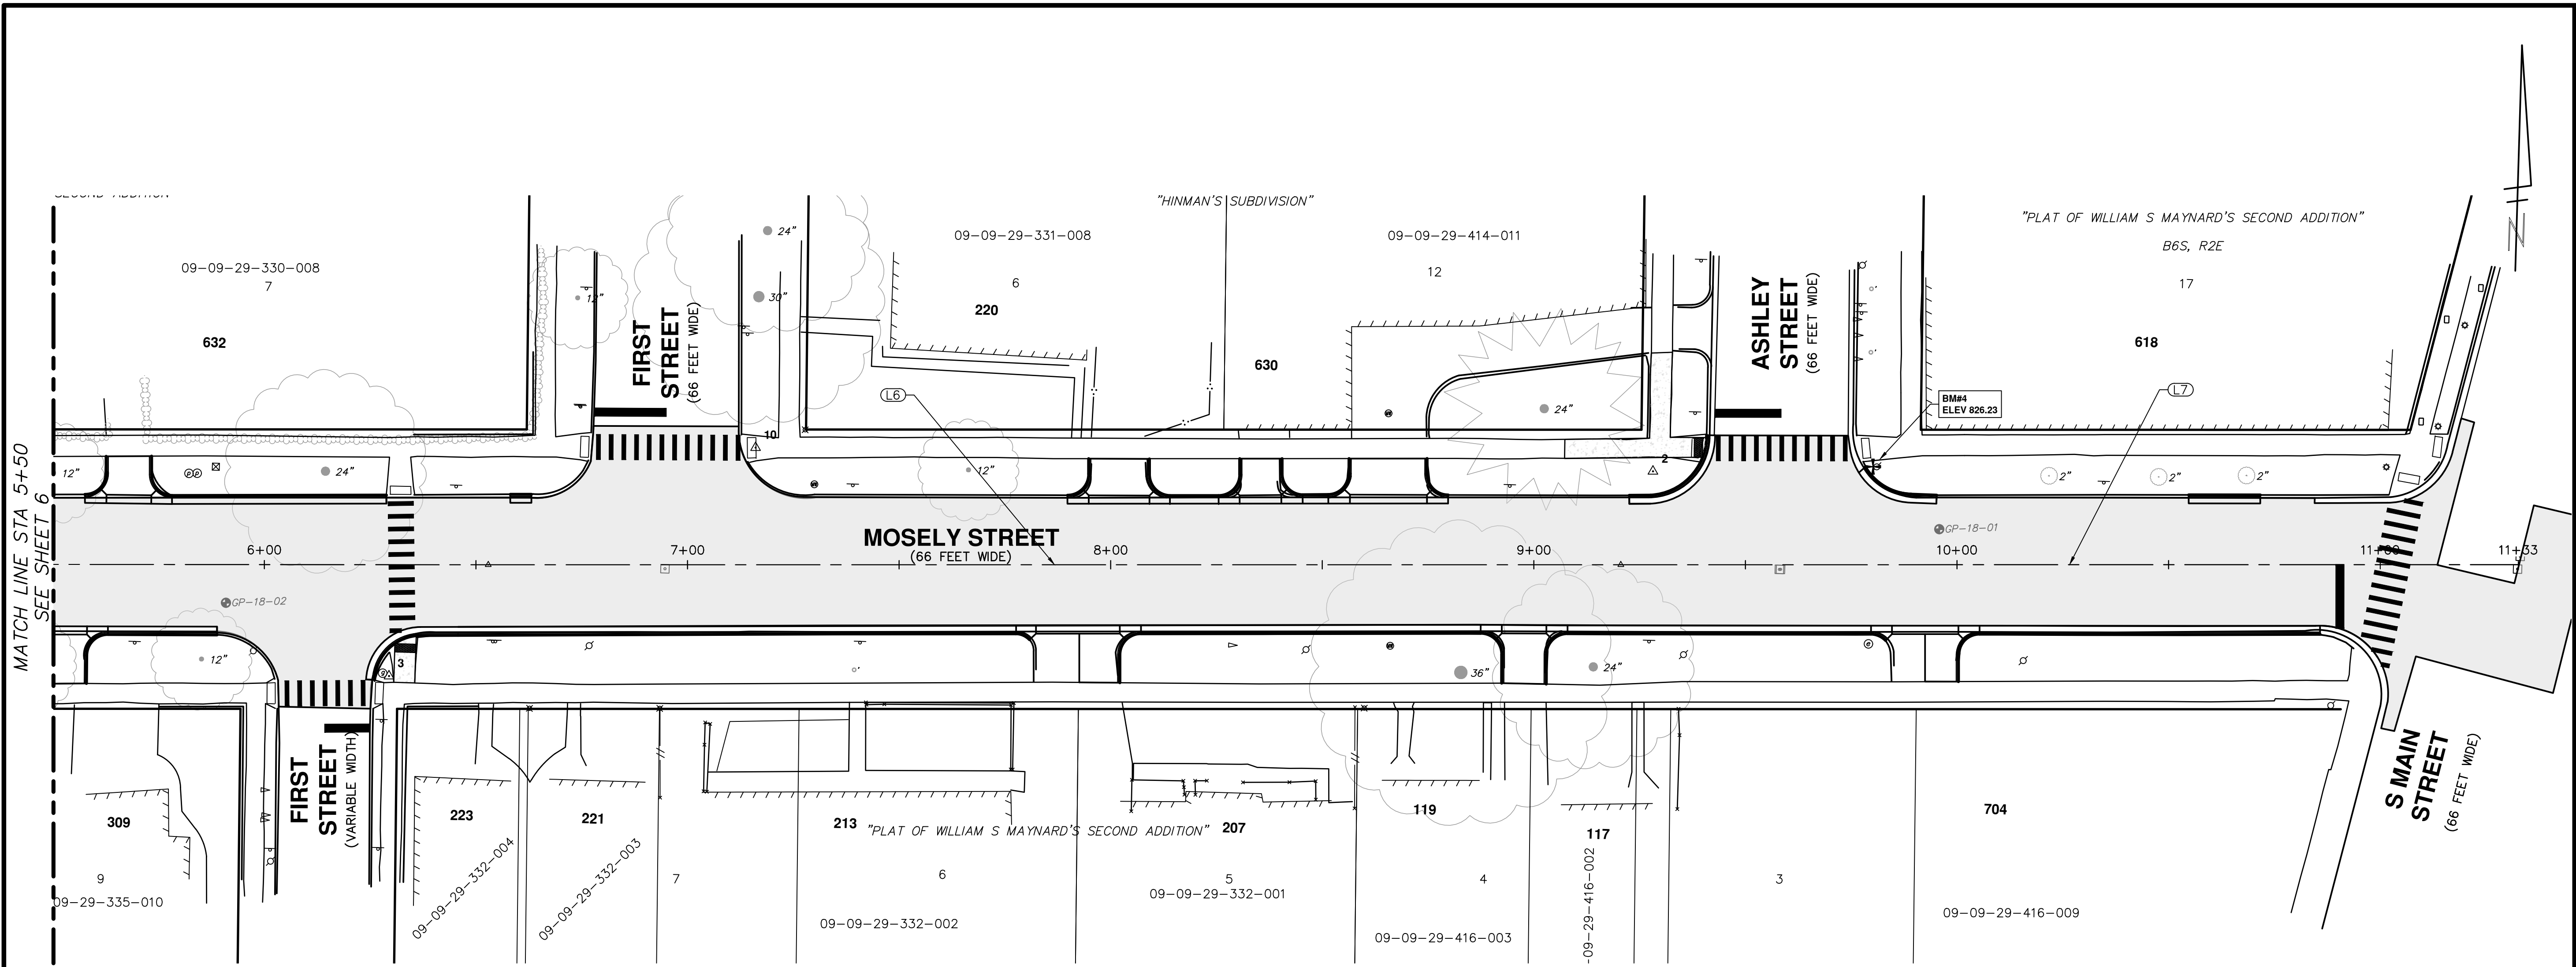 "HINMAN'S SUBDIVISION"
"PLAT OF WILLIAM S MAYNARD'S SECOND ADDITION"
B6S, R2E
17
618
09-09-29-330-008
7
632
24"
12"
30"
FIRST
STREET
(66 FEET WIDE)
09-09-29-331-008
6
220
09-09-29-414-011
12
630
24"
ASHLEY
STREET
(66 FEET WIDE)
BM#4
ELEV 826.23
L6
L7
N
MATCH LINE STA 5+50
SEE SHEET 6
12"
24"
10
12"
2
2"
2"
2"
GP-18-01
MOSELY STREET
(66 FEET WIDE)
6+00
7+00
8+00
9+00
10+00
11+00
11+33
GP-18-02
12"
3
36"
24"
FIRST
STREET
(VARIABLE WIDTH)
S MAIN
STREET
(66 FEET WIDE)
309
223
221
213
"PLAT OF WILLIAM S MAYNARD'S SECOND ADDITION"
207
119
117
704
9
09-29-335-010
09-09-29-332-004
09-09-29-332-003
7
6
09-09-29-332-002
5
09-09-29-332-001
4
09-09-29-416-003
-09-29-416-002
3
09-09-29-416-009